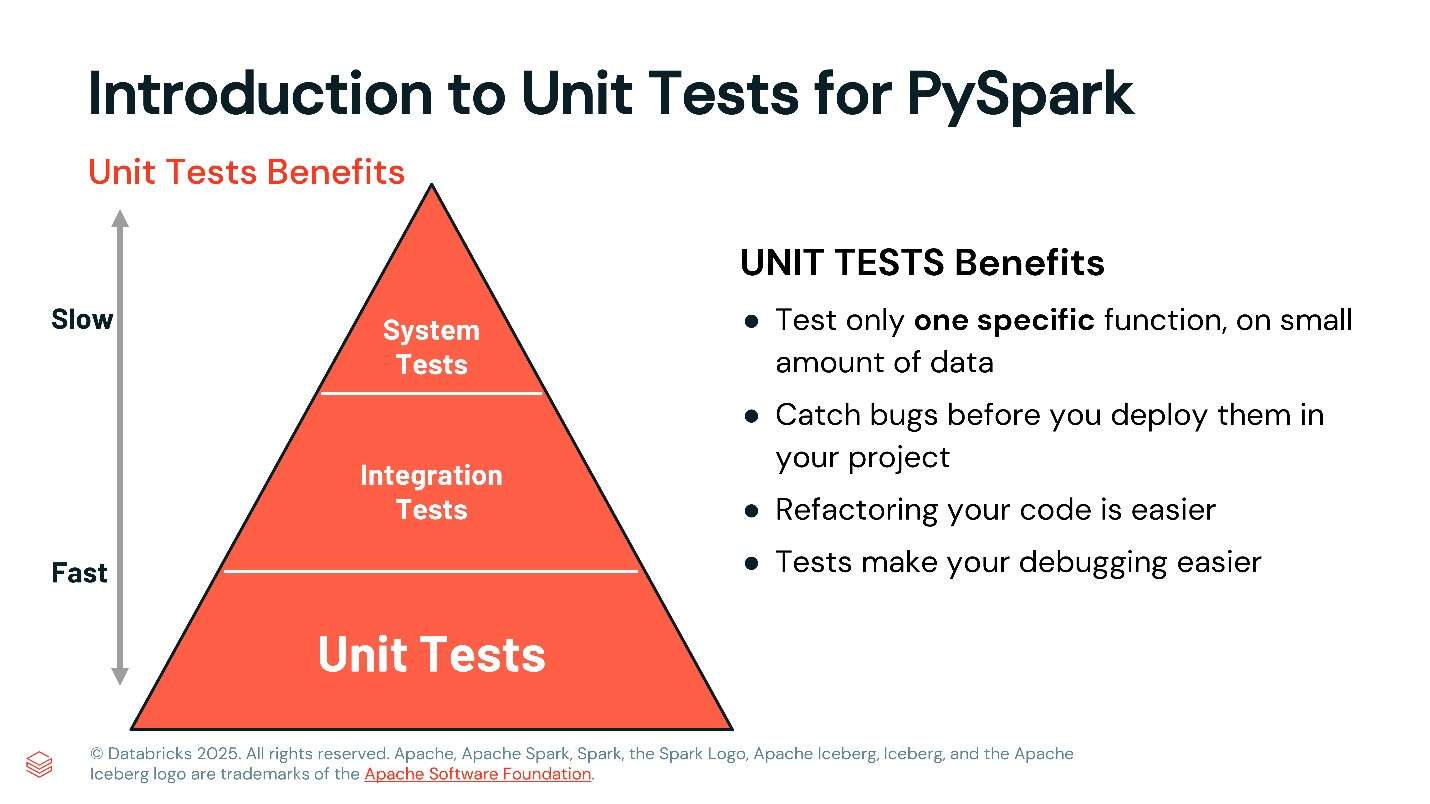 Introduction to Unit Tests for PySpark
Unit Tests Benefits
Slow
Fast
System
Tests
Integration
Tests
Unit Tests
UNIT TESTS Benefits
● Test only one specific function, on small
amount of data
● Catch bugs before you deploy them in
your project
● Refactoring your code is easier
● Tests make your debugging easier
© Databricks 2025. All rights reserved. Apache, Apache Spark, Spark, the Spark Logo, Apache Iceberg, Iceberg, and the Apache
Iceberg logo are trademarks of the Apache Software Foundation.